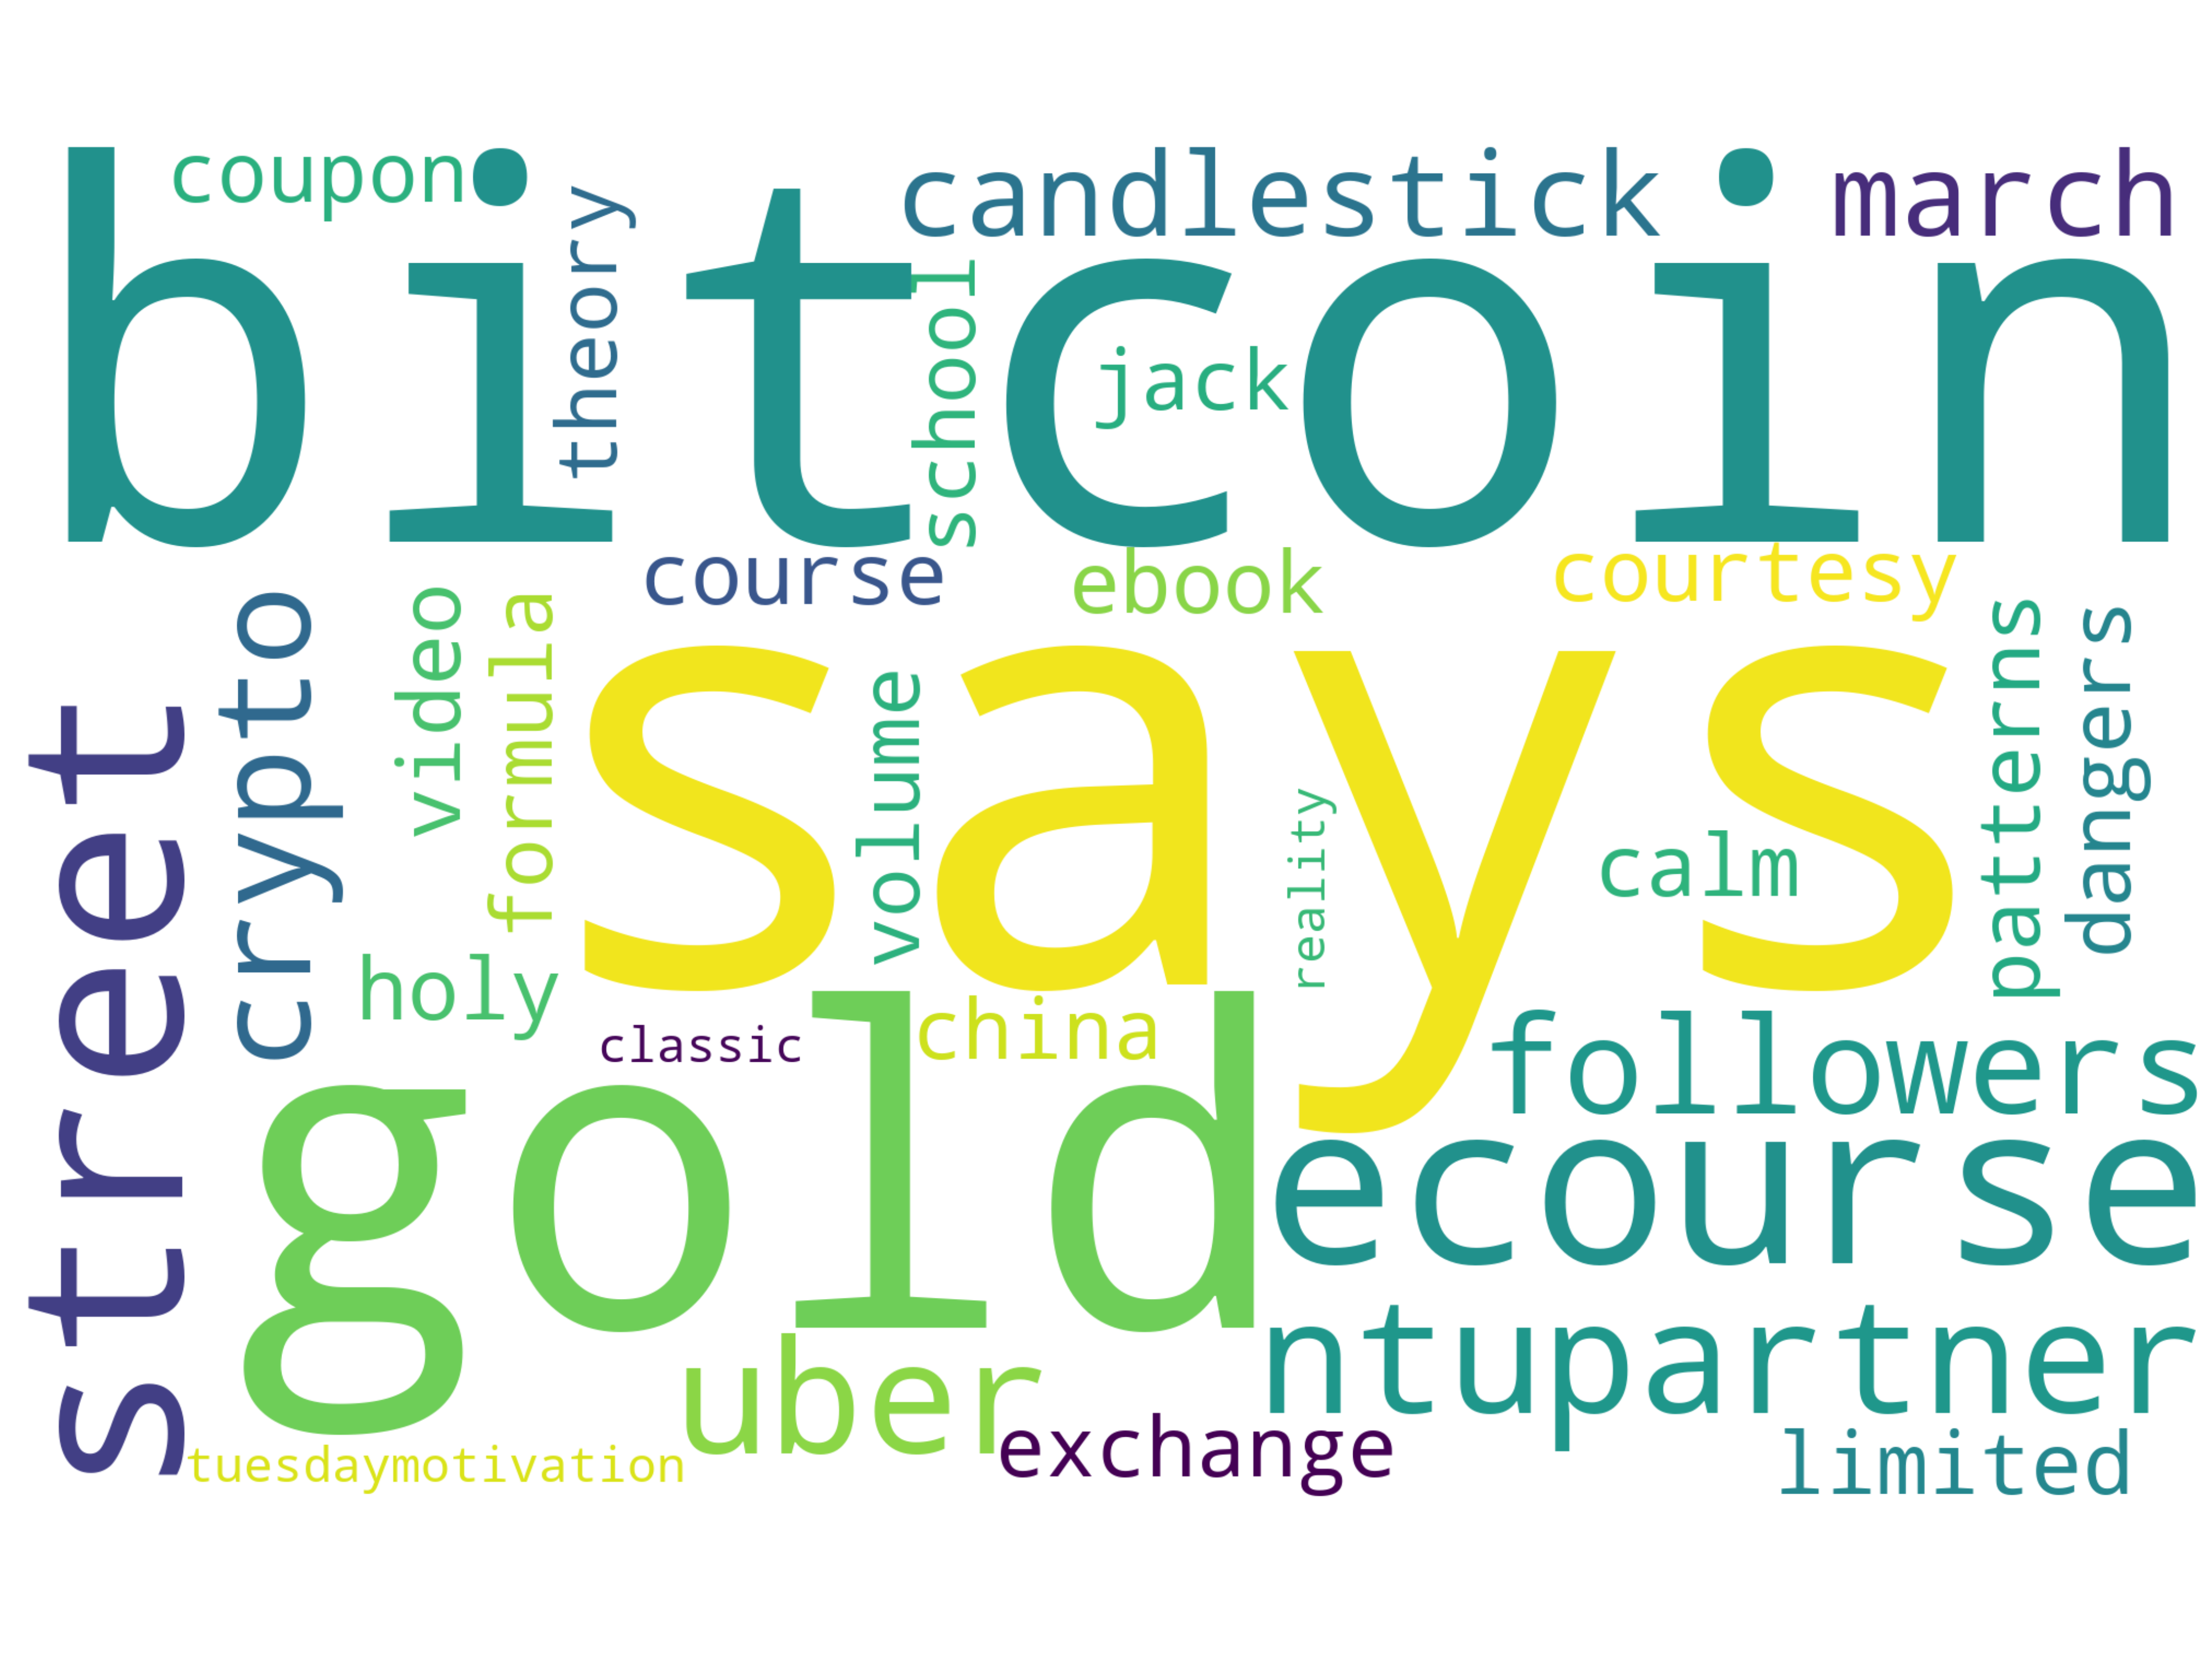 bitcoin
coupon
candlestick
march
theory
school
jack
course
ebook
courtesy
street
crypto
video
formula
says
volume
reality
calm
patterns
dangers
holy
classic
china
followers
gold
ecourse
uber
ntupartner
tuesdaymotivation
exchange
limited